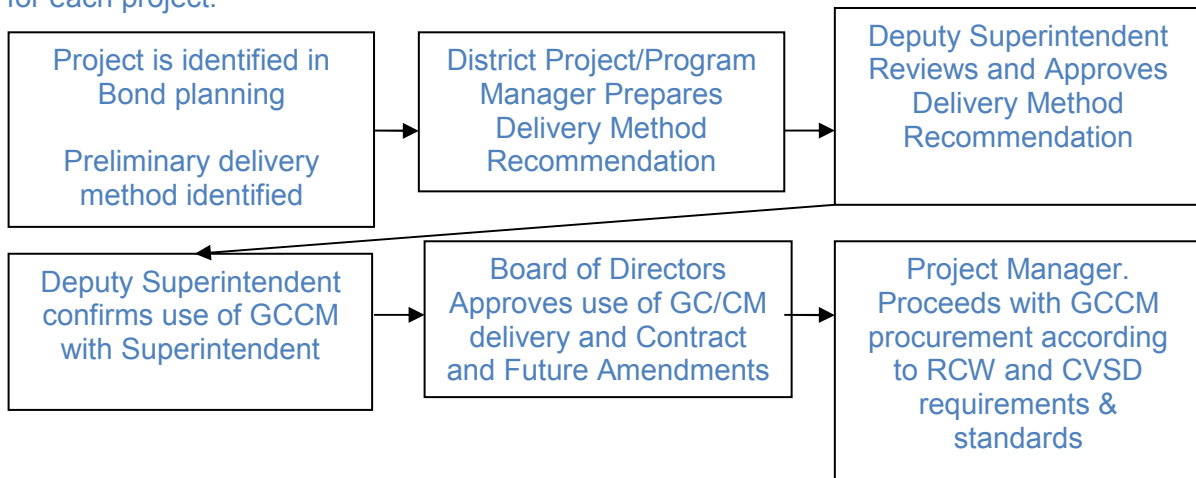 for each project.
Project is identified in
Bond planning
Preliminary delivery
method identified
District Project/Program
Manager Prepares
Delivery Method
Recommendation
Deputy Superintendent
Reviews and Approves
Delivery Method
Recommendation
Deputy Superintendent
confirms use of GCCM
with Superintendent
Board of Directors
Approves use of GC/CM
delivery and Contract
and Future Amendments
Project Manager.
Proceeds with GCCM
procurement according
to RCW and CVSD
requirements &
standards